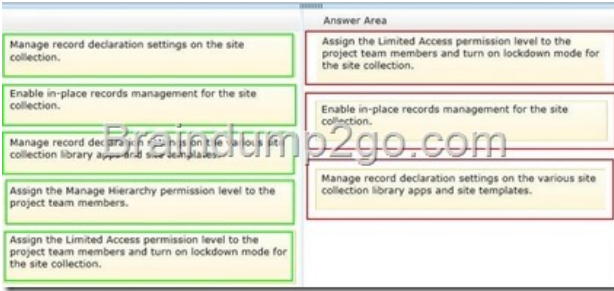 Answer Area
Manage record declaration settings on the site
collection.
Enable in-place records management for the site
collection.
Manage record declaration settings on the various site
collection library apps and site templates.
Assign the Manage Hierarchy permission level to the
project team members.
Assign the Limited Access permission level to the
project team members and turn on lockdown mode for
the site collection.
Assign the Limited Access permission level to the
project team members and turn on lockdown mode for
the site collection.
Enable in-place records management for the site
collection.
Manage record declaration settings on the various site
collection library apps and site templates.
Braindump2go.com